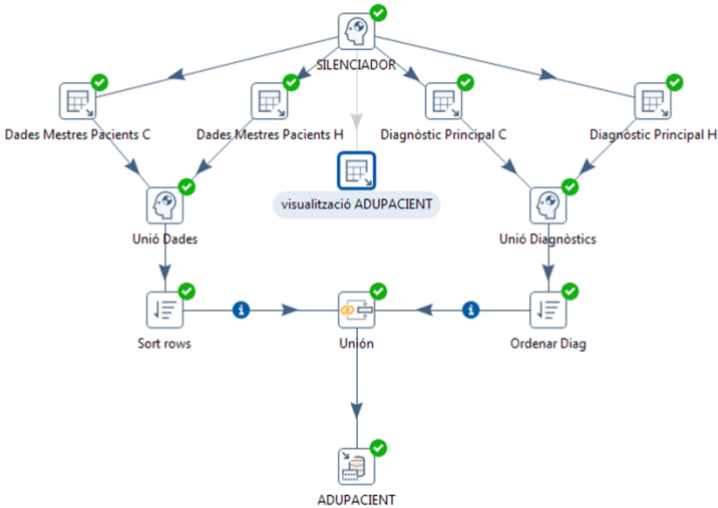 SILENCIADOR
Dades Mestres Pacients C
Dades Mestres Pacients H
Diagnòstic Principal C
Diagnòstic Principal H
visualització ADUPACIENT
Unió Dades
Unió Diagnòstics
Sort rows
Unión
Ordenar Diag
ADUPACIENT